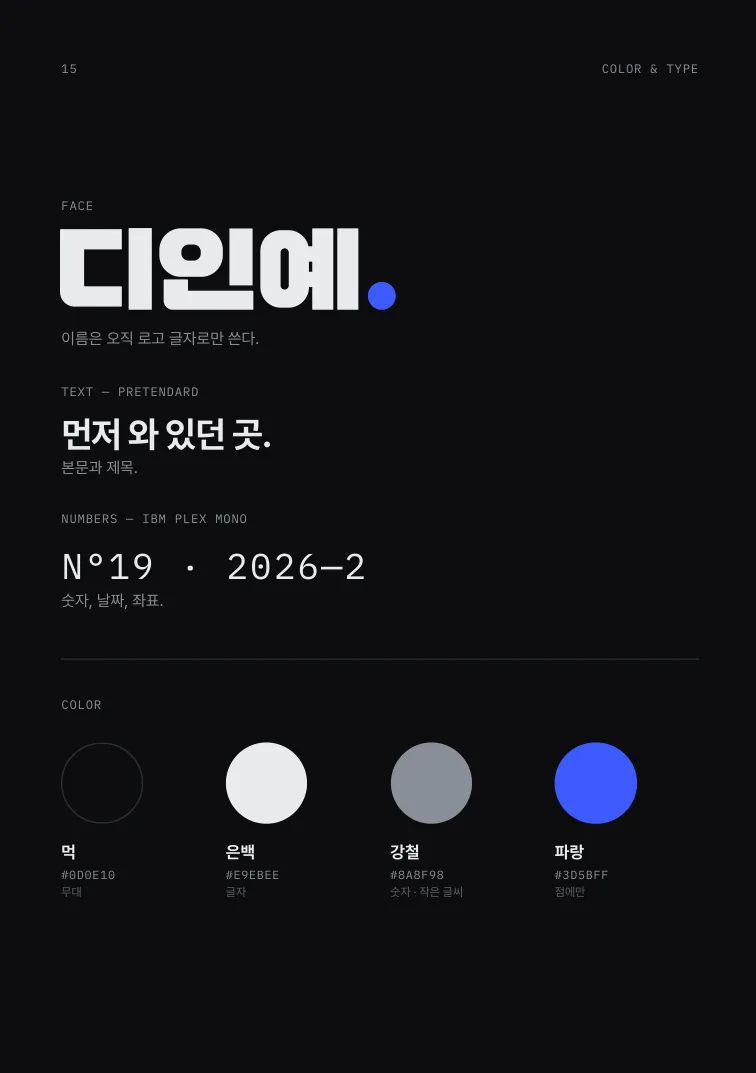 15
COLOR & TYPE
FACE
디인예.
이름은 오직 로고 글자로만 쓴다.
TEXT — PRETENDARD
먼저 와 있던 곳.
본문과 제목.
NUMBERS — IBM PLEX MONO
N°19 · 2026—2
숫자, 날짜, 좌표.
COLOR
먹
#0D0E10
무대
은백
#E9EBEE
글자
강철
#8A8F98
숫자 · 작은 글씨
파랑
#3D5BFF
점에만